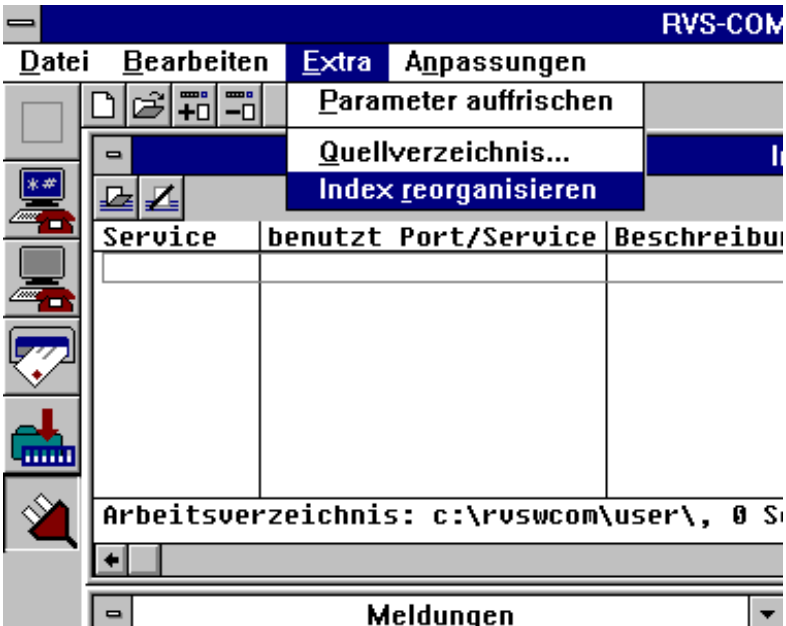 RVS-COM
Datei Bearbeiten Extra Anpassungen
Parameter auffrischen
Quellverzeichnis...
Index reorganisieren
Service benutzt Port/Service Beschreibu
Arbeitsverzeichnis: c:\rvswcom\user\, 0 S
Meldungen